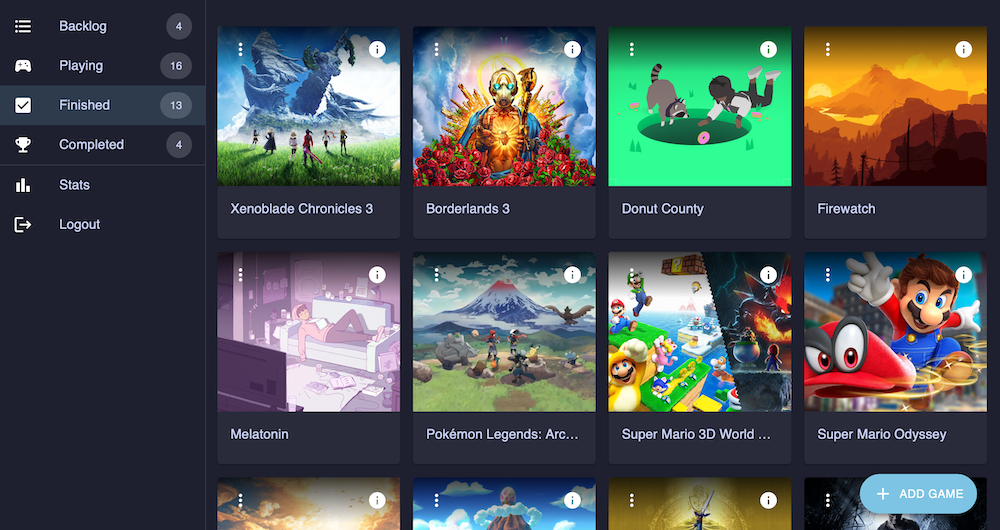 Backlog 4
Playing 16
Finished 13
Completed 4
Stats
Logout
Xenoblade Chronicles 3
Borderlands 3
Donut County
Firewatch
Melatonin
Pokémon Legends: Arc...
Super Mario 3D World ...
Super Mario Odyssey
ADD GAME